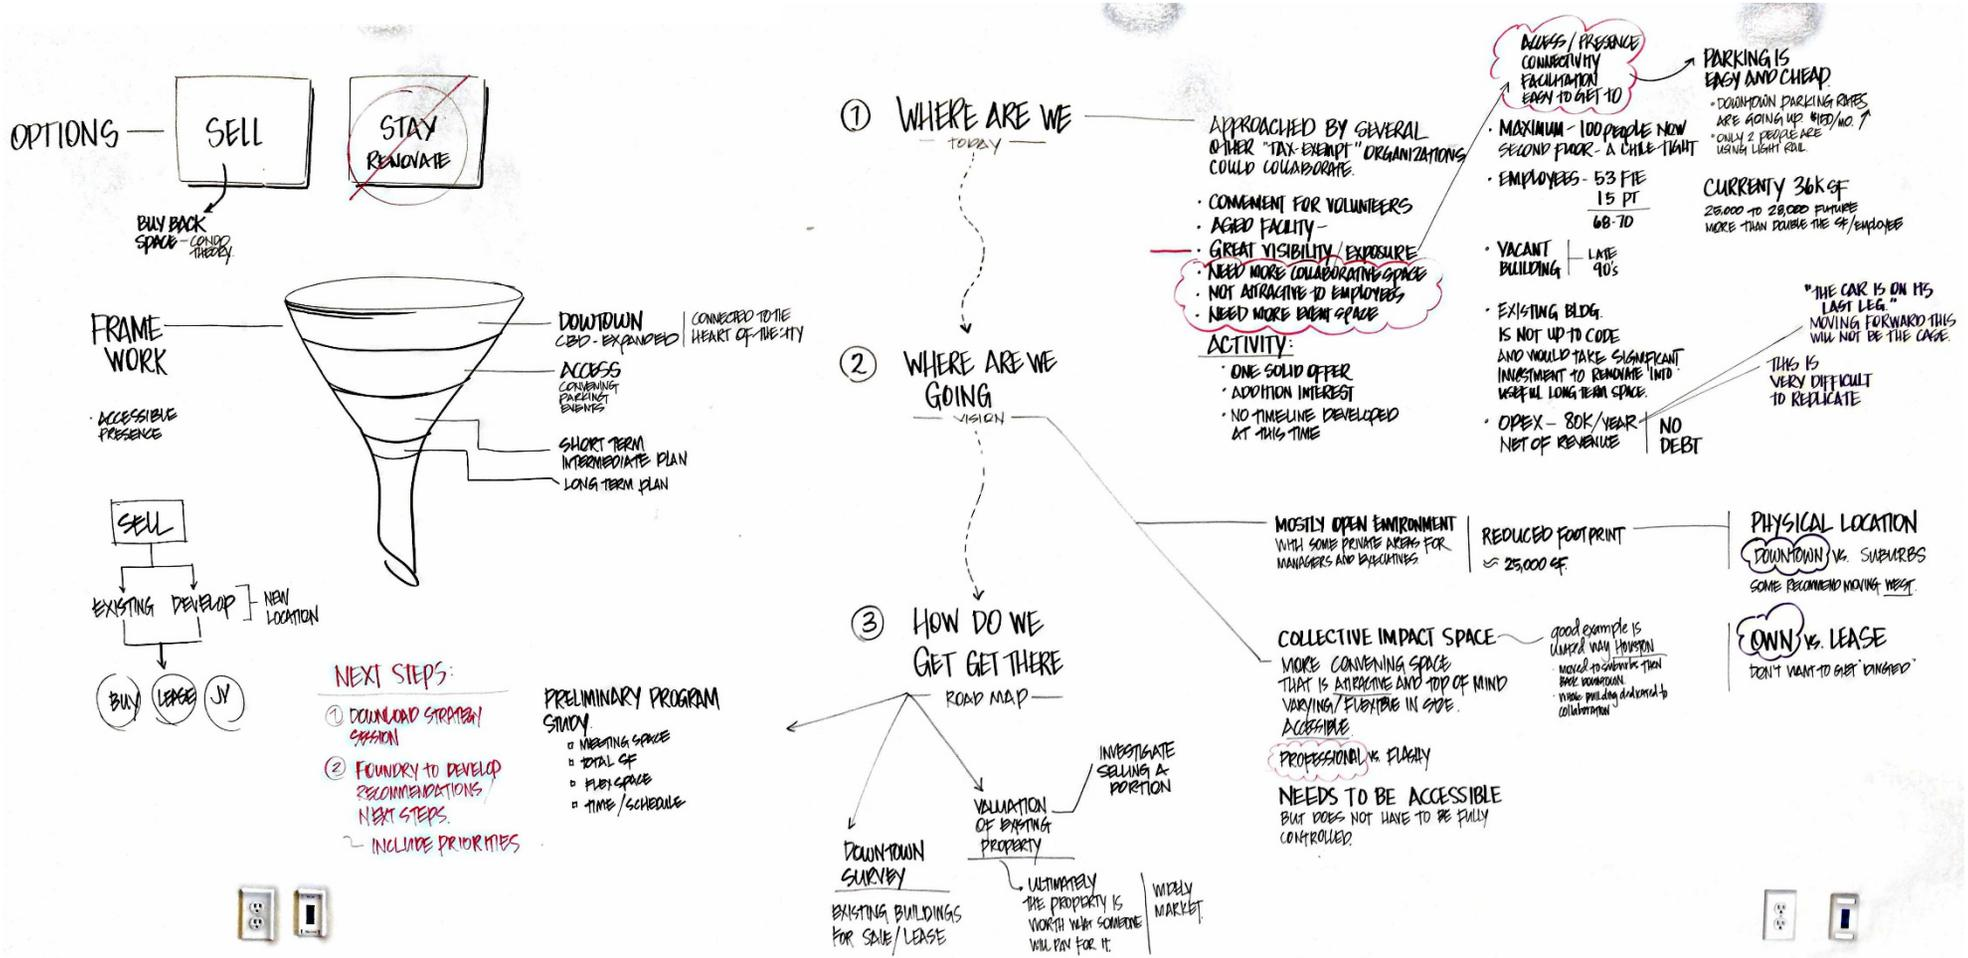 OPTIONS
SELL
STAY
RENOVATE
BUY BACK
SPACE - CONDO
THEORY.
FRAME
WORK
· ACCESSIBLE
PRESENCE
DOWTOWN
CBD - EXPANDED
CONNECTED TO THE
HEART OF THE CITY
ACCESS
CONVENING
PARKING
EVENTS
SHORT TERM
INTERMEDIATE PLAN
LONG TERM PLAN
SELL
EXISTING
DEVELOP
NEW
LOCATION
BUY
LEASE
JV
NEXT STEPS:
① DOWNLOAD STRATEGY
SESSION
② FOUNDRY TO DEVELOP
RECOMMENDATIONS/
NEXT STEPS.
INCLUDE PRIORITIES
PRELIMINARY PROGRAM
STUDY.
MEETING SPACE
TOTAL SF
FLEX SPACE
TIME/SCHEDULE
① WHERE ARE WE
TODAY
APPROACHED BY SEVERAL
OTHER "TAX-EXEMPT" ORGANIZATIONS
COULD COLLABORATE.
· CONVENIENT FOR VOLUNTEERS
· AGED FACILITY -
· GREAT VISIBILITY/EXPOSURE
· NEED MORE COLLABORATIVE SPACE
· NOT ATTRACTIVE TO EMPLOYEES
· NEED MORE EVENT SPACE
ACTIVITY:
· ONE SOLID OFFER
· ADDITION INTEREST
· NO TIMELINE DEVELOPED
AT THIS TIME
ACCESS/PRESENCE
CONNECTIVITY
FACILITATION
EASY TO GET TO
PARKING IS
EASY AND CHEAP.
· DOWNTOWN PARKING RATES
ARE GOING UP. $150/MO.
· ONLY 2 PEOPLE ARE
USING LIGHT RAIL.
· MAXIMUM - 100 PEOPLE NOW
SECOND FLOOR - A LITTLE TIGHT
· EMPLOYEES - 53 FTE
15 PT
68-70
CURRENTY 36K SF
25,000 TO 28,000 FUTURE
MORE THAN DOUBLE THE SF/EMPLOYEE
· VACANT
BUILDING
LATE
90's
· EXISTING BLDG.
IS NOT UP TO CODE
AND WOULD TAKE SIGNIFICANT
INVESTMENT TO RENOVATE INTO
USEFUL LONG TERM SPACE.
· OPEX - 80K/YEAR
NET OF REVENUE
NO
DEBT
"THE CAR IS ON ITS
LAST LEG."
MOVING FORWARD THIS
WILL NOT BE THE CASE.
THIS IS
VERY DIFFICULT
TO REPLICATE
② WHERE ARE WE
GOING
VISION
MOSTLY OPEN ENVIRONMENT
WITH SOME PRIVATE AREAS FOR
MANAGERS AND EXECUTIVES.
REDUCED FOOTPRINT
≈ 25,000 SF.
PHYSICAL LOCATION
DOWNTOWN VS. SUBURBS
SOME RECOMMEND MOVING WEST.
OWN VS. LEASE
DON'T WANT TO GET "DINGED"
COLLECTIVE IMPACT SPACE
MORE CONVENING SPACE
THAT IS ATTRACTIVE AND TOP OF MIND
VARYING/FLEXIBLE IN SIZE.
ACCESSIBLE.
PROFESSIONAL VS. FLASHY
NEEDS TO BE ACCESSIBLE
BUT DOES NOT HAVE TO BE FULLY
CONTROLLED.
good example is
United Way Houston
· moved to suburbs then
back downtown.
· whole building dedicated to
collaboration
③ HOW DO WE
GET GET THERE
ROAD MAP
DOWNTOWN
SURVEY
EXISTING BUILDINGS
FOR SALE/LEASE
VALUATION
OF EXISTING
PROPERTY
INVESTIGATE
SELLING A
PORTION
ULTIMATELY
THE PROPERTY IS
WORTH WHAT SOMEONE
WILL PAY FOR IT.
WIDELY
MARKET.